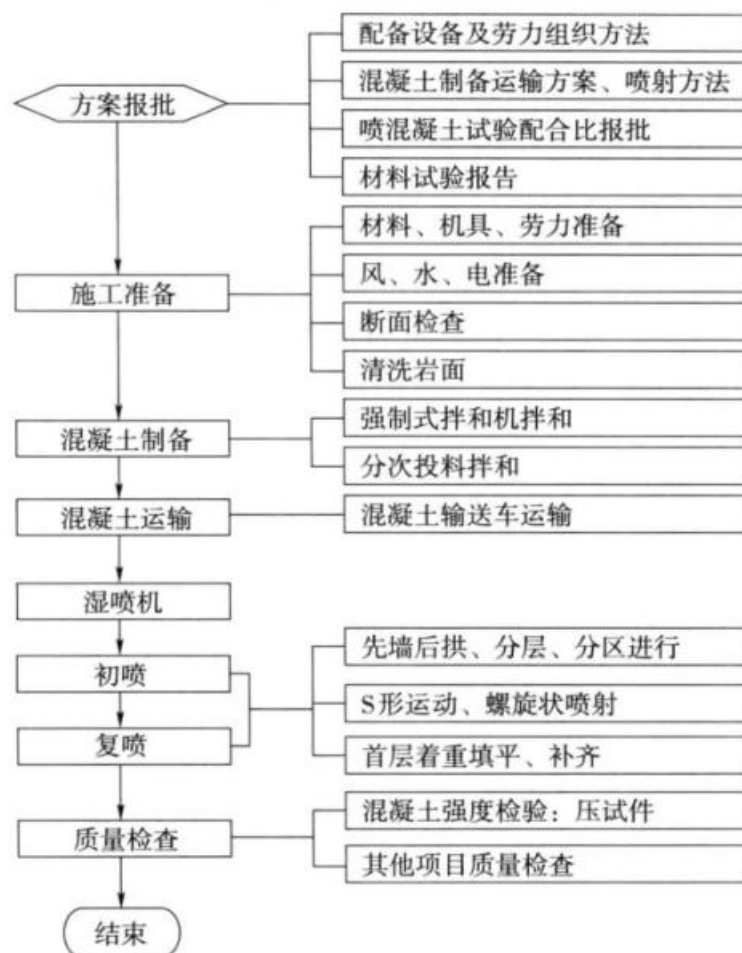 方案报批
配备设备及劳力组织方法
混凝土制备运输方案、喷射方法
喷混凝土试验配合比报批
材料试验报告
施工准备
材料、机具、劳力准备
风、水、电准备
断面检查
清洗岩面
混凝土制备
强制式拌和机拌和
分次投料拌和
混凝土运输
混凝土输送车运输
湿喷机
初喷
复喷
先墙后拱、分层、分区进行
S形运动、螺旋状喷射
首层着重填平、补齐
质量检查
混凝土强度检验：压试件
其他项目质量检查
结束